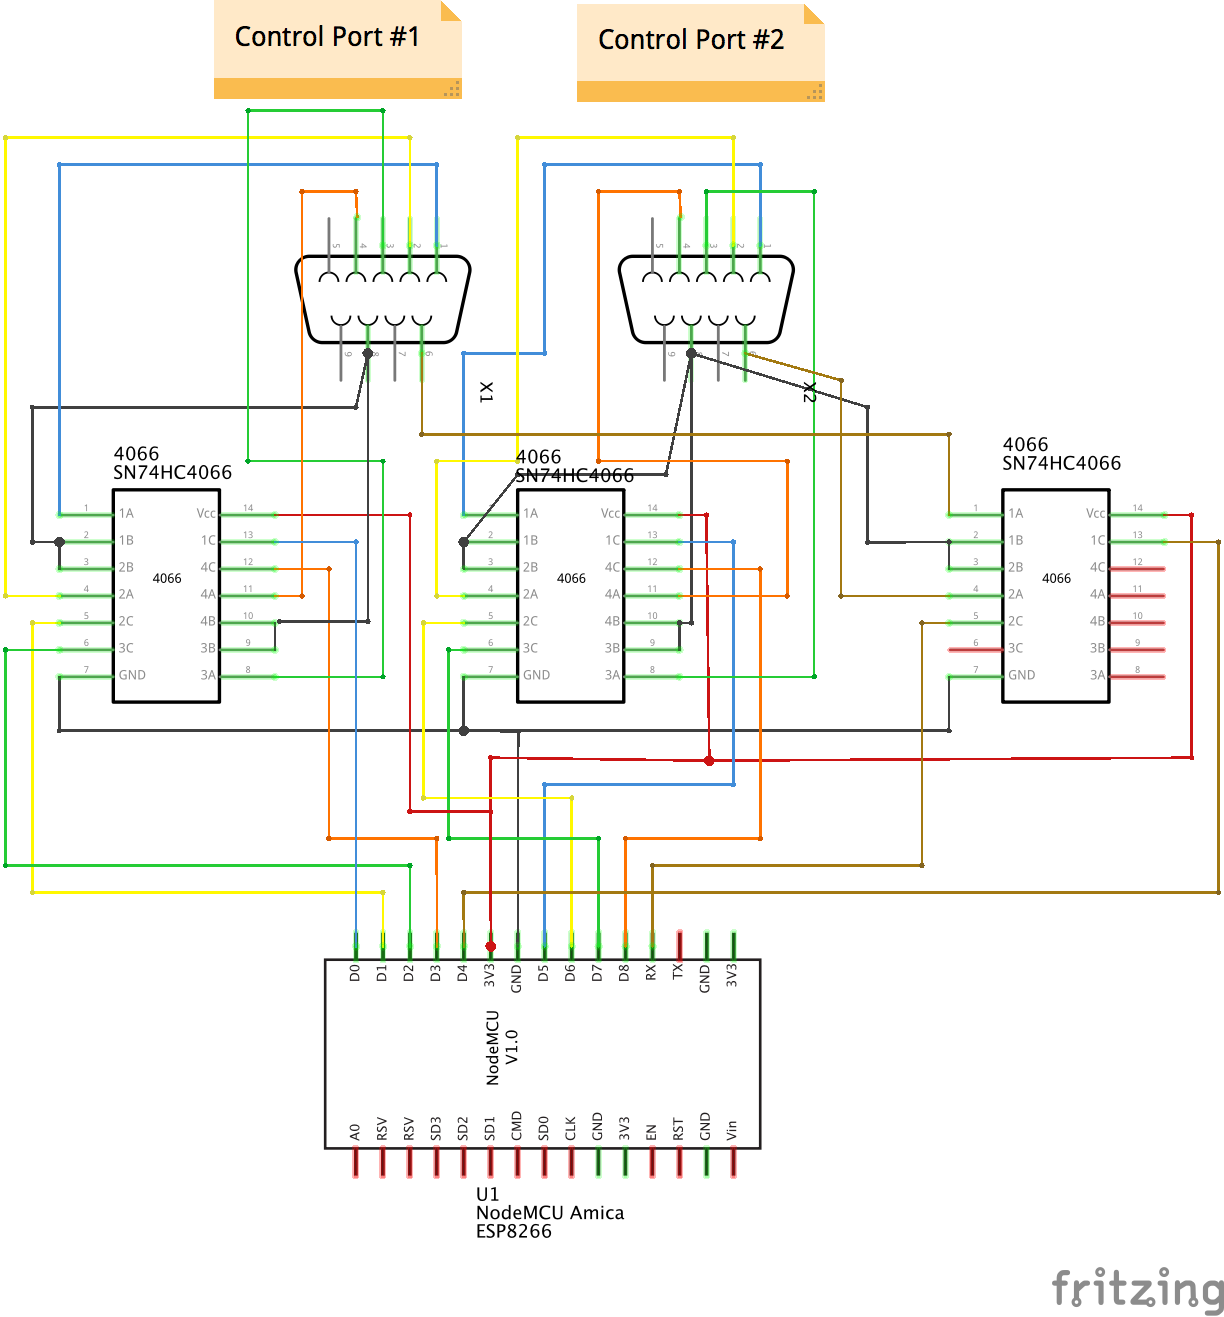 Control Port #1
Control Port #2
5 4 3 2 1
5 4 3 2 1
9 8 7 6
9 7 6
X1
X2
4066
SN74HC4066
4066
SN74HC4066
4066
SN74HC4066
1 1A Vcc 14
2 1B 1C 13
3 2B 4C 12
4066
4 2A 4A 11
5 2C 4B 10
6 3C 3B 9
7 GND 3A 8
1 1A Vcc 14
2 1B 1C 13
3 2B 4C 12
4066
4 2A 4A 11
5 2C 4B 10
6 3C 3B 9
7 GND 3A 8
1 1A Vcc 14
2 1B 1C 13
3 2B 4C 12
4066
4 2A 4A 11
5 2C 4B 10
6 3C 3B 9
7 GND 3A 8
D0 D1 D2 D3 D4 3V3 GND D5 D6 D7 D8 RX TX GND 3V3
NodeMCU
V1.0
A0 RSV RSV SD3 SD2 SD1 CMD SD0 CLK GND 3V3 EN RST GND Vin
U1
NodeMCU Amica
ESP8266
fritzing